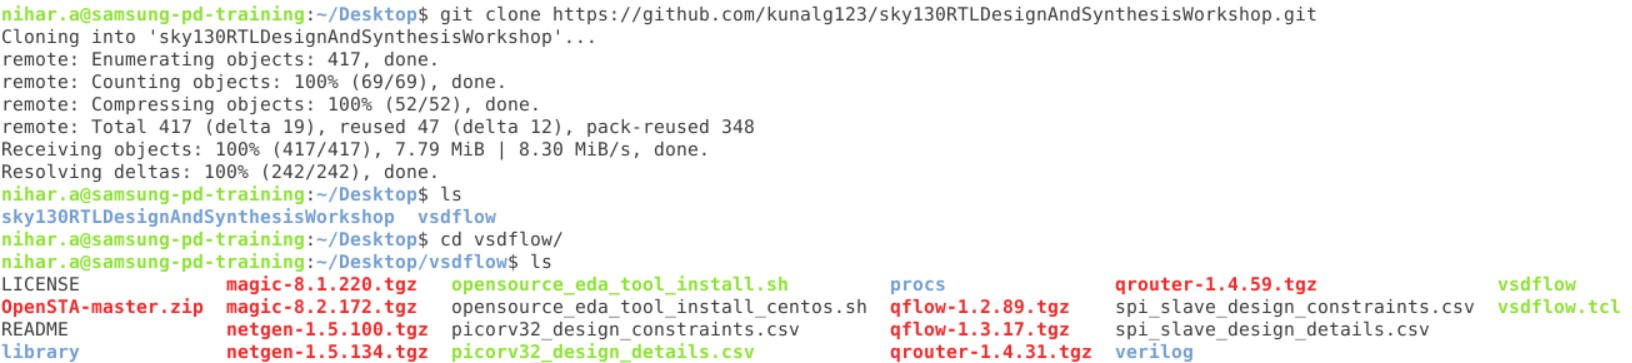 nihar.a@samsung-pd-training:~/Desktop$ git clone https://github.com/kunalg123/sky130RTLDesignAndSynthesisWorkshop.git
Cloning into 'sky130RTLDesignAndSynthesisWorkshop'...
remote: Enumerating objects: 417, done.
remote: Counting objects: 100% (69/69), done.
remote: Compressing objects: 100% (52/52), done.
remote: Total 417 (delta 19), reused 47 (delta 12), pack-reused 348
Receiving objects: 100% (417/417), 7.79 MiB | 8.30 MiB/s, done.
Resolving deltas: 100% (242/242), done.
nihar.a@samsung-pd-training:~/Desktop$ ls
sky130RTLDesignAndSynthesisWorkshop  vsdflow
nihar.a@samsung-pd-training:~/Desktop$ cd vsdflow/
nihar.a@samsung-pd-training:~/Desktop/vsdflow$ ls
LICENSE  magic-8.1.220.tgz  opensource_eda_tool_install.sh  procs  qrouter-1.4.59.tgz  vsdflow
OpenSTA-master.zip  magic-8.2.172.tgz  opensource_eda_tool_install_centos.sh  qflow-1.2.89.tgz  spi_slave_design_constraints.csv  vsdflow.tcl
README  netgen-1.5.100.tgz  picorv32_design_constraints.csv  qflow-1.3.17.tgz  spi_slave_design_details.csv
library  netgen-1.5.134.tgz  picorv32_design_details.csv  qrouter-1.4.31.tgz  verilog